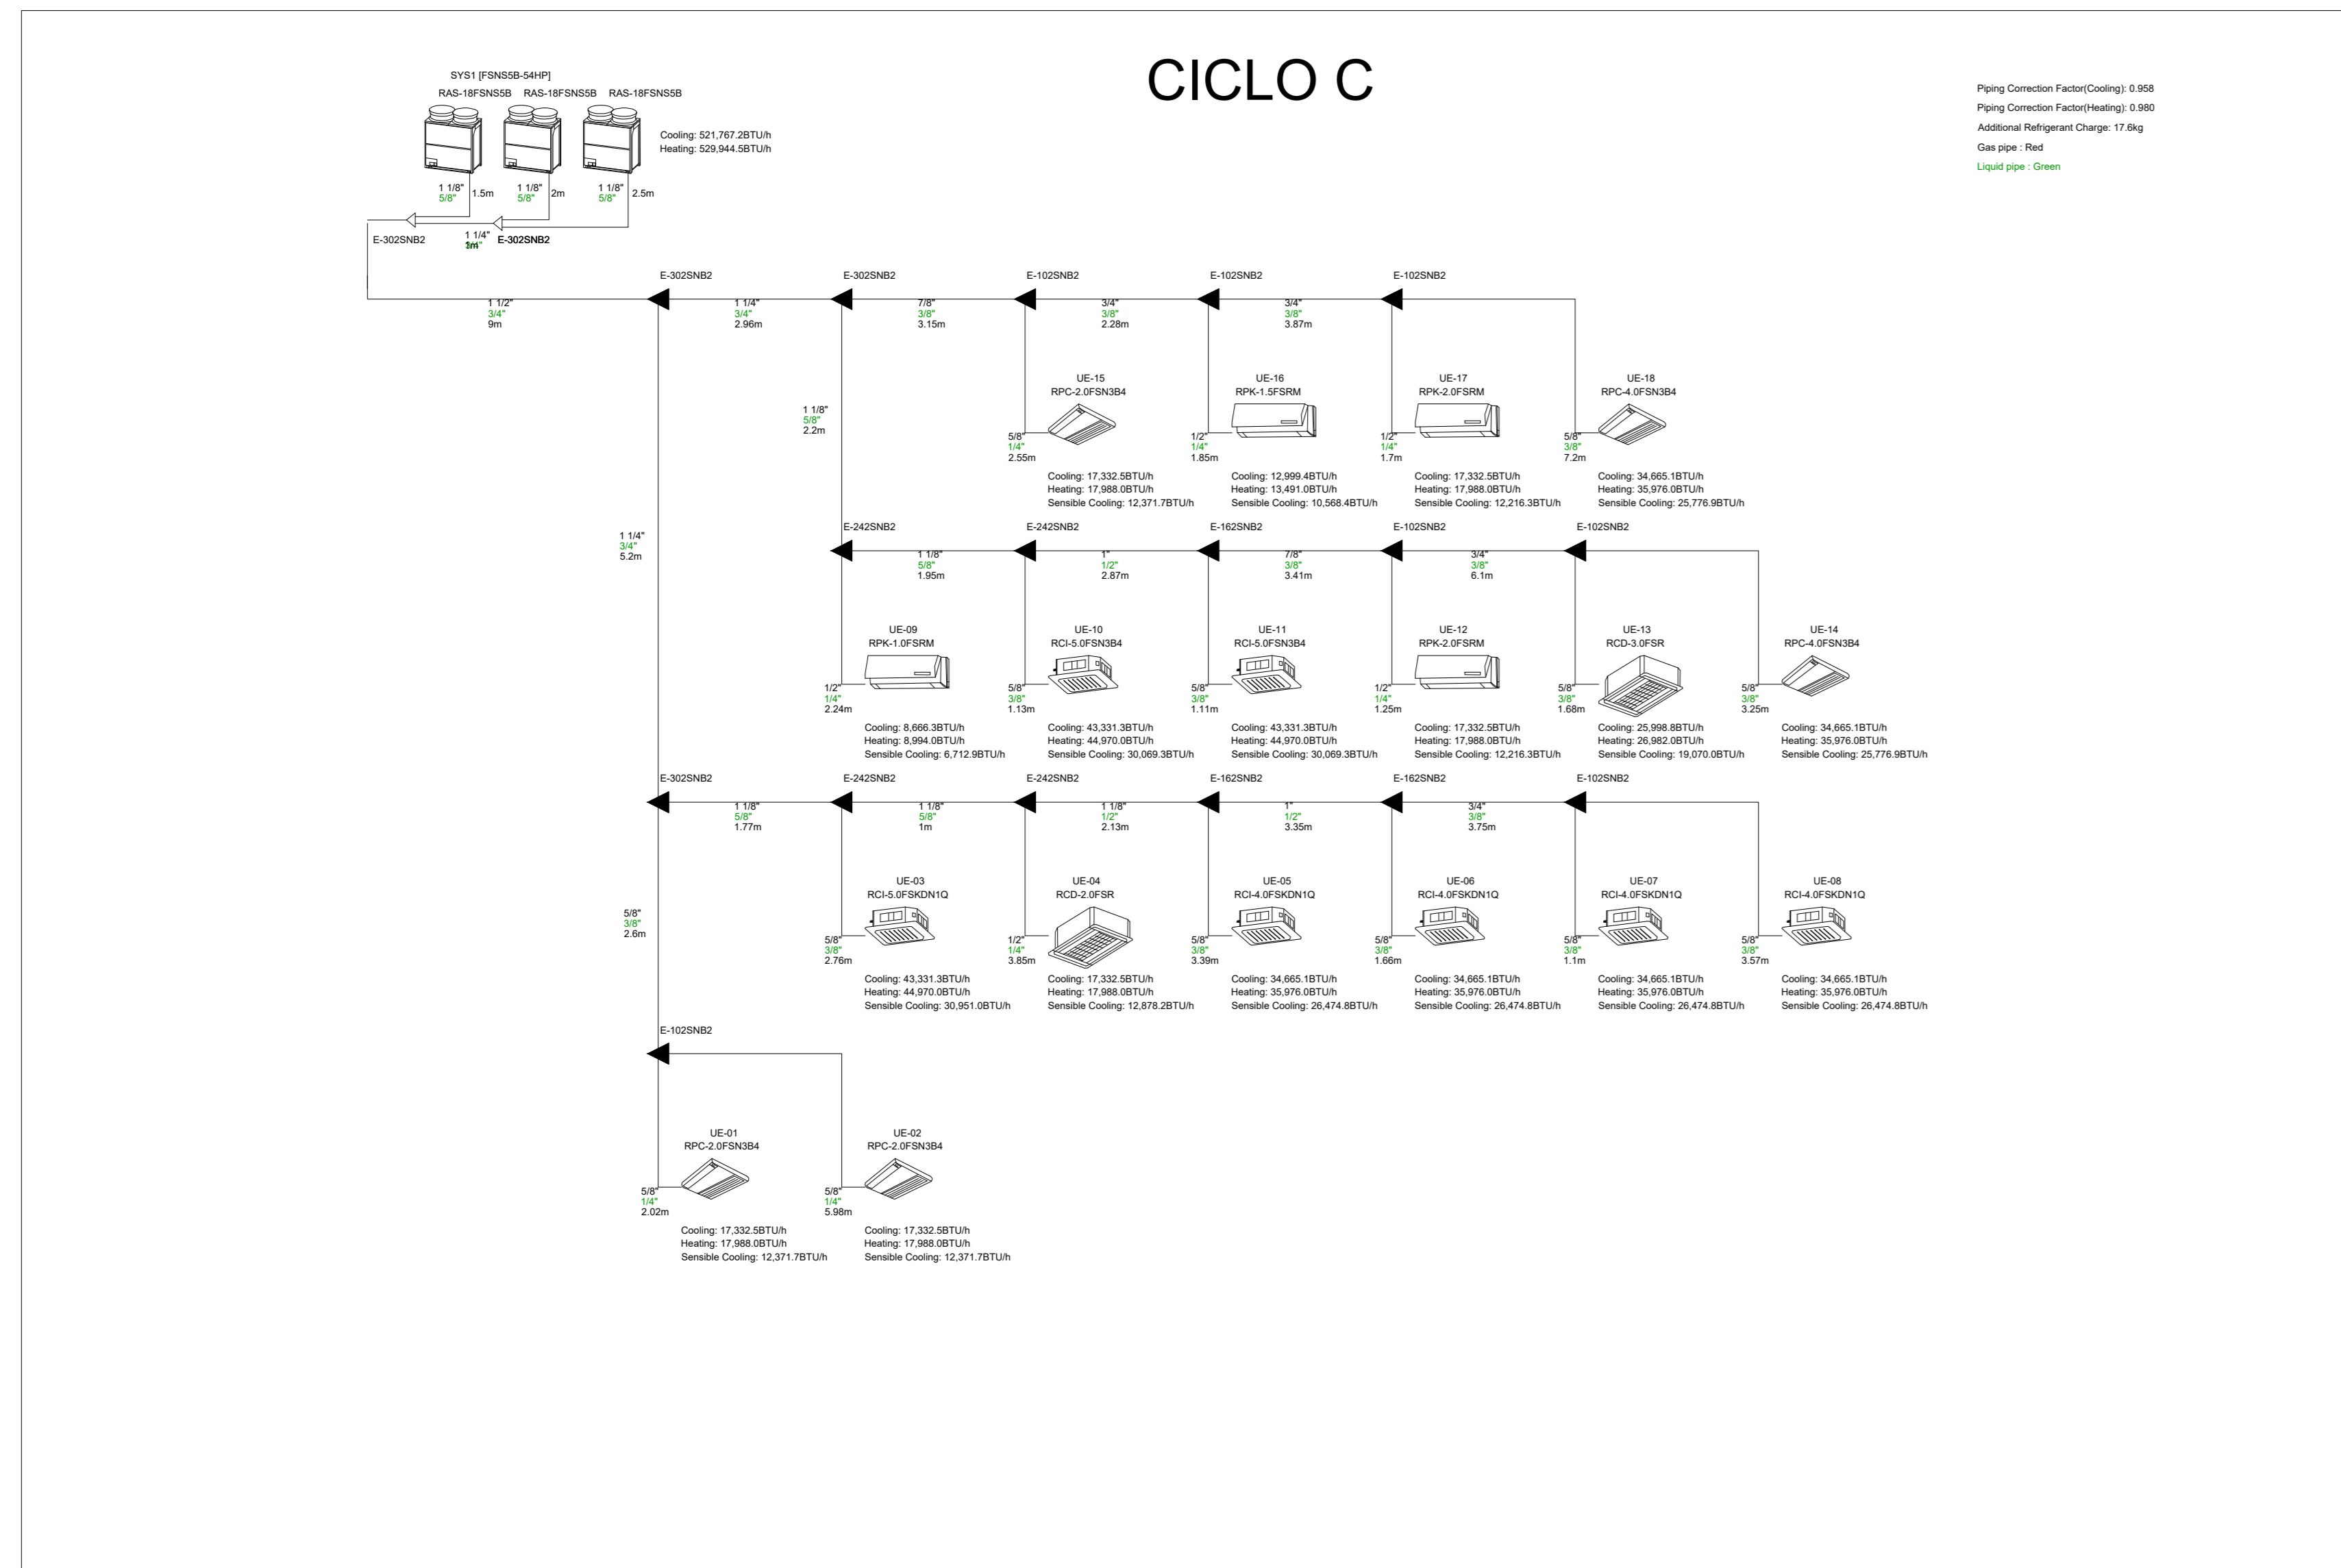 CICLO C
SYS1 [FSNS5B-54HP]
RAS-18FSNS5B RAS-18FSNS5B RAS-18FSNS5B
Cooling: 521,767.2BTU/h
Heating: 529,944.5BTU/h
Piping Correction Factor(Cooling): 0.958
Piping Correction Factor(Heating): 0.980
Additional Refrigerant Charge: 17.6kg
Gas pipe : Red
Liquid pipe : Green
1 1/8"
5/8"
1.5m
1 1/8"
5/8"
2m
1 1/8"
5/8"
2.5m
E-302SNB2
1 1/4"
E-302SNB2
1 1/2"
3/4"
9m
E-302SNB2
1 1/4"
3/4"
2.96m
E-302SNB2
7/8"
3/8"
3.15m
E-102SNB2
3/4"
3/8"
2.28m
E-102SNB2
3/4"
3/8"
3.87m
E-102SNB2
1 1/8"
5/8"
2.2m
UE-15
RPC-2.0FSN3B4
5/8"
1/4"
2.55m
Cooling: 17,332.5BTU/h
Heating: 17,988.0BTU/h
Sensible Cooling: 12,371.7BTU/h
UE-16
RPK-1.5FSRM
1/2"
1/4"
1.85m
Cooling: 12,999.4BTU/h
Heating: 13,491.0BTU/h
Sensible Cooling: 10,568.4BTU/h
UE-17
RPK-2.0FSRM
1/2"
1/4"
1.7m
Cooling: 17,332.5BTU/h
Heating: 17,988.0BTU/h
Sensible Cooling: 12,216.3BTU/h
UE-18
RPC-4.0FSN3B4
5/8"
3/8"
7.2m
Cooling: 34,665.1BTU/h
Heating: 35,976.0BTU/h
Sensible Cooling: 25,776.9BTU/h
1 1/4"
3/4"
5.2m
E-242SNB2
1 1/8"
5/8"
1.95m
E-242SNB2
1"
1/2"
2.87m
E-162SNB2
7/8"
3/8"
3.41m
E-102SNB2
3/4"
3/8"
6.1m
E-102SNB2
UE-09
RPK-1.0FSRM
1/2"
1/4"
2.24m
Cooling: 8,666.3BTU/h
Heating: 8,994.0BTU/h
Sensible Cooling: 6,712.9BTU/h
UE-10
RCI-5.0FSN3B4
5/8"
3/8"
1.13m
Cooling: 43,331.3BTU/h
Heating: 44,970.0BTU/h
Sensible Cooling: 30,069.3BTU/h
UE-11
RCI-5.0FSN3B4
5/8"
3/8"
1.11m
Cooling: 43,331.3BTU/h
Heating: 44,970.0BTU/h
Sensible Cooling: 30,069.3BTU/h
UE-12
RPK-2.0FSRM
1/2"
1/4"
1.25m
Cooling: 17,332.5BTU/h
Heating: 17,988.0BTU/h
Sensible Cooling: 12,216.3BTU/h
UE-13
RCD-3.0FSR
5/8"
3/8"
1.68m
Cooling: 25,998.8BTU/h
Heating: 26,982.0BTU/h
Sensible Cooling: 19,070.0BTU/h
UE-14
RPC-4.0FSN3B4
5/8"
3/8"
3.25m
Cooling: 34,665.1BTU/h
Heating: 35,976.0BTU/h
Sensible Cooling: 25,776.9BTU/h
E-302SNB2
1 1/8"
5/8"
1.77m
E-242SNB2
1 1/8"
5/8"
1m
E-242SNB2
1 1/8"
1/2"
2.13m
E-162SNB2
1"
1/2"
3.35m
E-162SNB2
3/4"
3/8"
3.75m
E-102SNB2
5/8"
3/8"
2.6m
UE-03
RCI-5.0FSKDN1Q
5/8"
3/8"
2.76m
Cooling: 43,331.3BTU/h
Heating: 44,970.0BTU/h
Sensible Cooling: 30,951.0BTU/h
UE-04
RCD-2.0FSR
1/2"
1/4"
3.85m
Cooling: 17,332.5BTU/h
Heating: 17,988.0BTU/h
Sensible Cooling: 12,878.2BTU/h
UE-05
RCI-4.0FSKDN1Q
5/8"
3/8"
3.39m
Cooling: 34,665.1BTU/h
Heating: 35,976.0BTU/h
Sensible Cooling: 26,474.8BTU/h
UE-06
RCI-4.0FSKDN1Q
5/8"
3/8"
1.66m
Cooling: 34,665.1BTU/h
Heating: 35,976.0BTU/h
Sensible Cooling: 26,474.8BTU/h
UE-07
RCI-4.0FSKDN1Q
5/8"
3/8"
1.1m
Cooling: 34,665.1BTU/h
Heating: 35,976.0BTU/h
Sensible Cooling: 26,474.8BTU/h
UE-08
RCI-4.0FSKDN1Q
5/8"
3/8"
3.57m
Cooling: 34,665.1BTU/h
Heating: 35,976.0BTU/h
Sensible Cooling: 26,474.8BTU/h
E-102SNB2
UE-01
RPC-2.0FSN3B4
5/8"
1/4"
2.02m
Cooling: 17,332.5BTU/h
Heating: 17,988.0BTU/h
Sensible Cooling: 12,371.7BTU/h
UE-02
RPC-2.0FSN3B4
5/8"
1/4"
5.98m
Cooling: 17,332.5BTU/h
Heating: 17,988.0BTU/h
Sensible Cooling: 12,371.7BTU/h